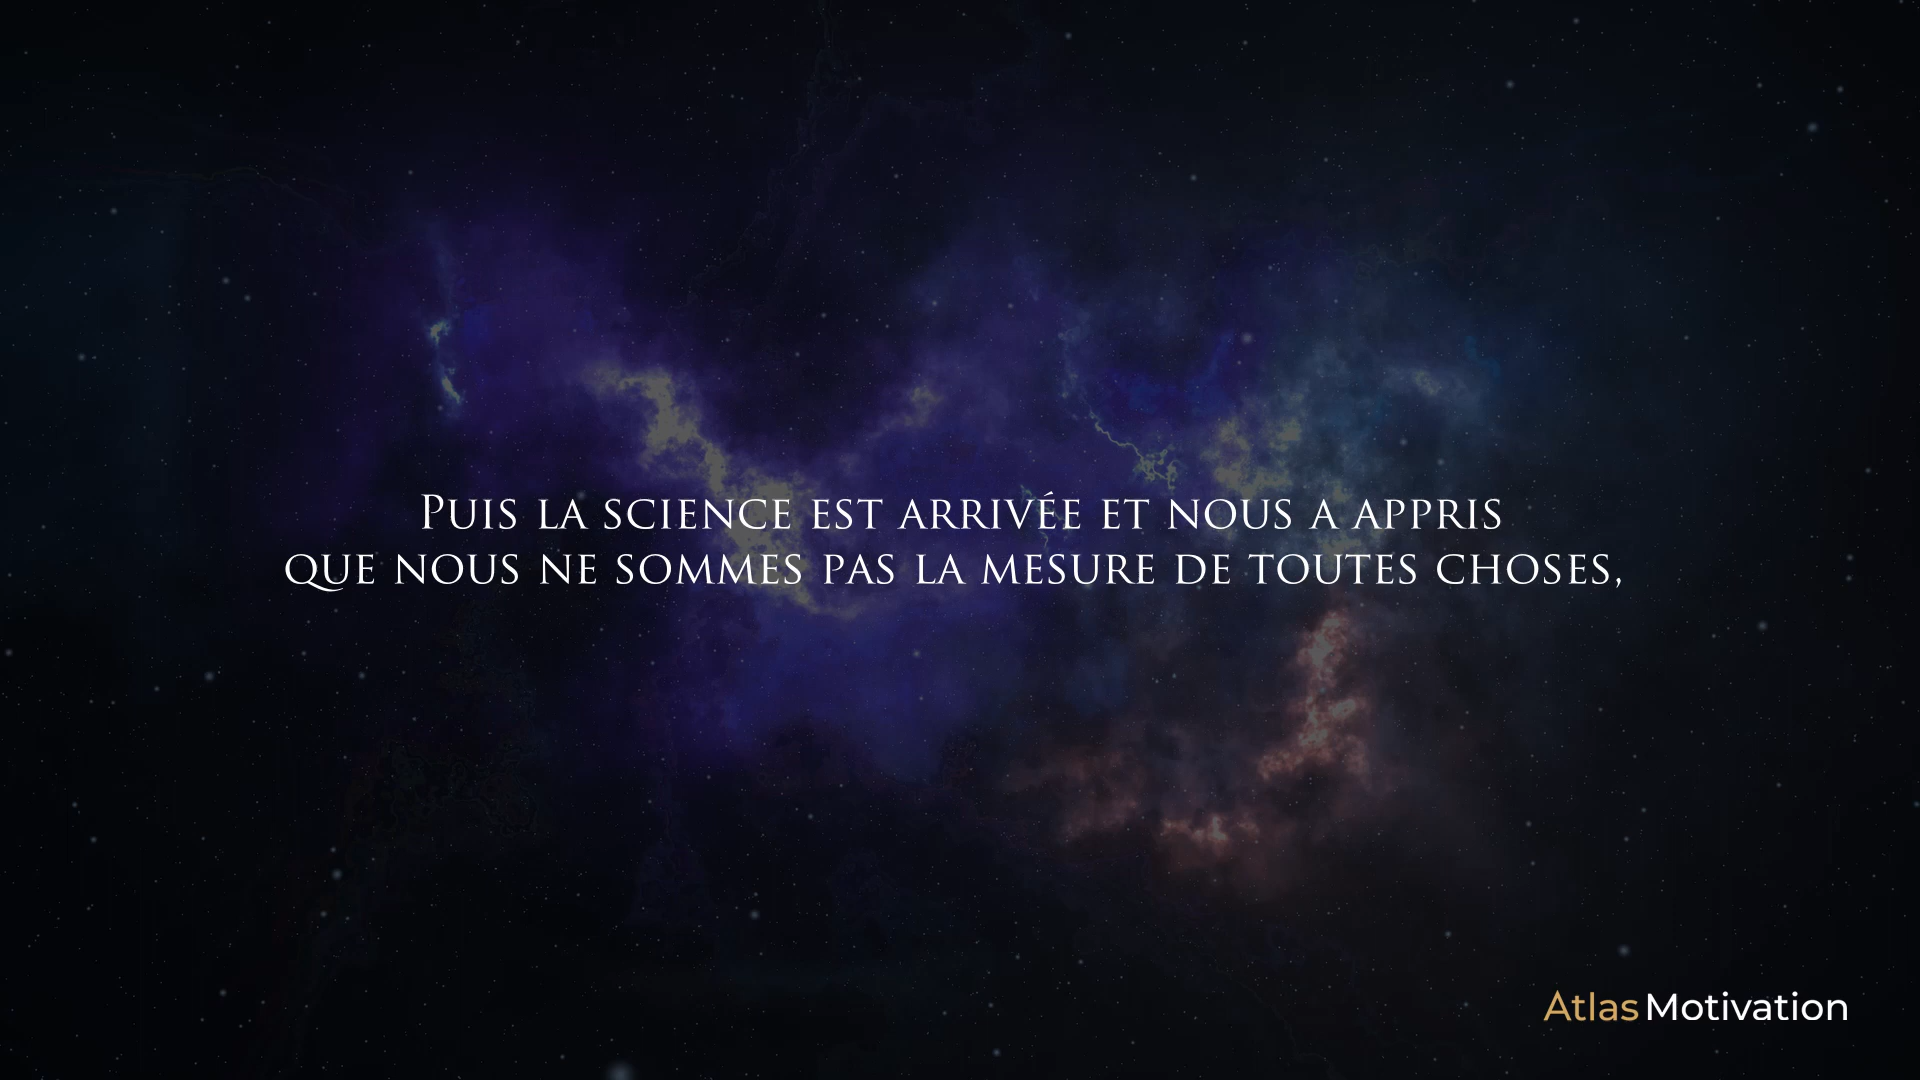 Puis la science est arrivée et nous a appris
que nous ne sommes pas la mesure de toutes choses,
Atlas Motivation